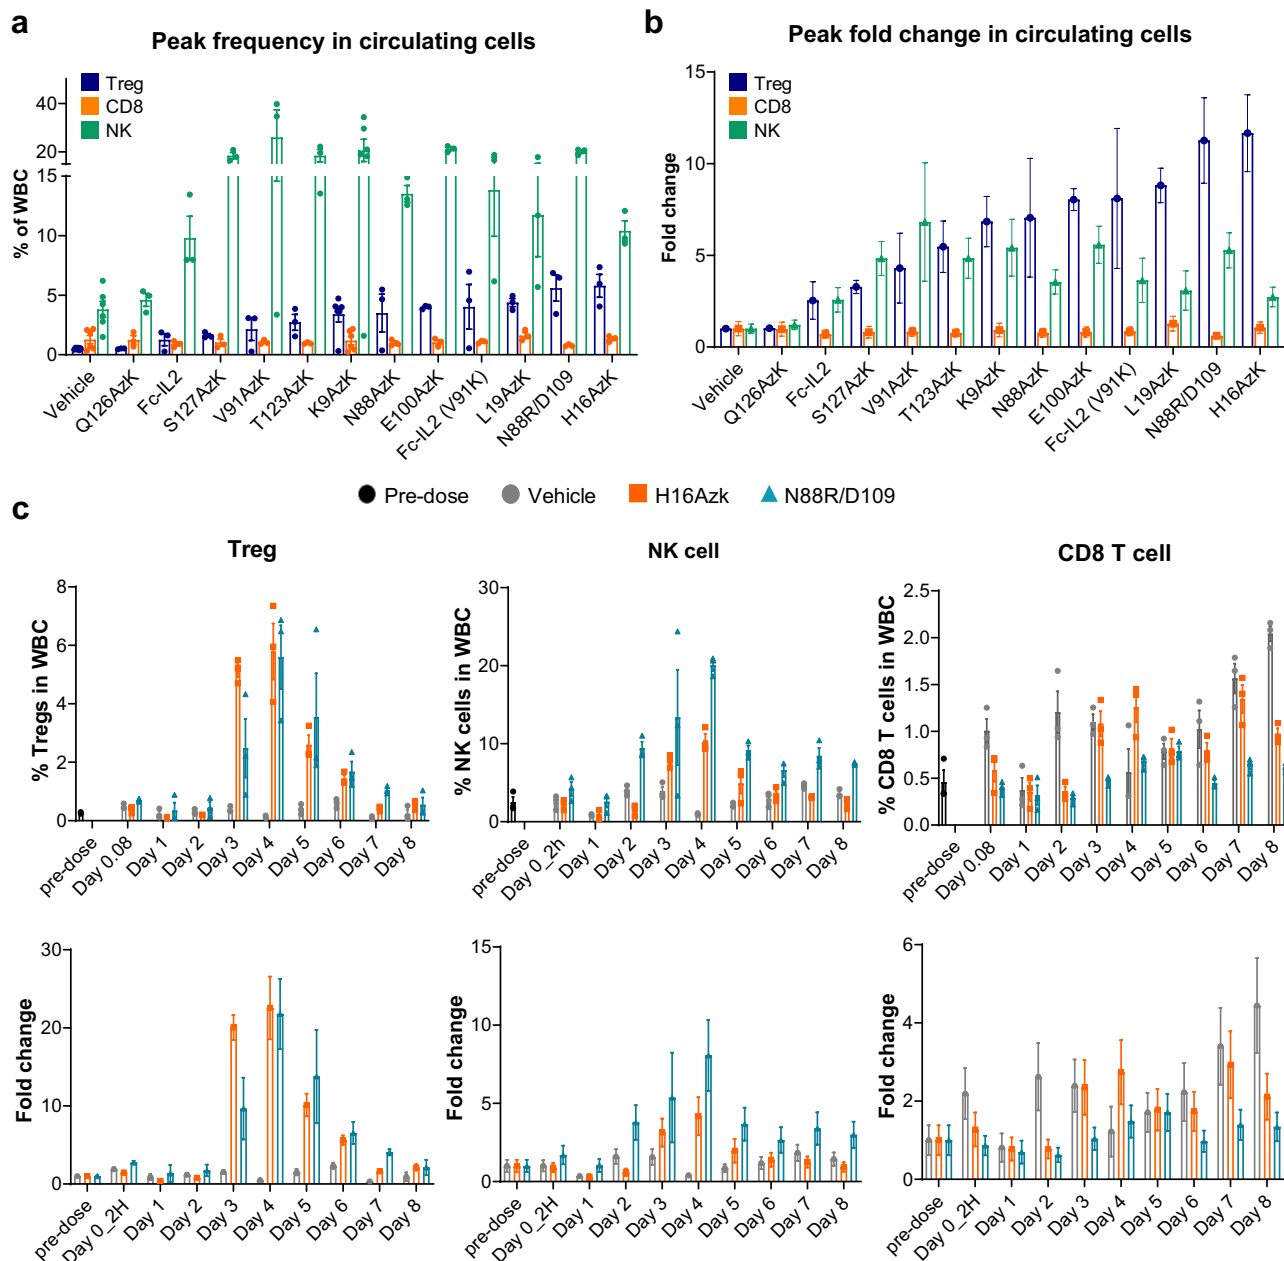 a
Peak frequency in circulating cells
Treg
CD8
NK
% of WBC
40
20
15
10
5
0
Vehicle
Q126AzK
Fc-IL2
S127AzK
V91AzK
T123AzK
K9AzK
N88AzK
E100AzK
Fc-IL2 (V91K)
L19AzK
N88R/D109
H16AzK
b
Peak fold change in circulating cells
Treg
CD8
NK
Fold change
15
10
5
0
Vehicle
Q126AzK
Fc-IL2
S127AzK
V91AzK
T123AzK
K9AzK
N88AzK
E100AzK
Fc-IL2 (V91K)
L19AzK
N88R/D109
H16AzK
c
Pre-dose Vehicle H16Azk N88R/D109
Treg
% Tregs in WBC
8
6
4
2
0
pre-dose
Day 0.08
Day 1
Day 2
Day 3
Day 4
Day 5
Day 6
Day 7
Day 8
NK cell
% NK cells in WBC
30
20
10
0
pre-dose
Day 0_2h
Day 1
Day 2
Day 3
Day 4
Day 5
Day 6
Day 7
Day 8
CD8 T cell
% CD8 T cells in WBC
2.5
2.0
1.5
1.0
0.5
0.0
pre-dose
Day 0.08
Day 1
Day 2
Day 3
Day 4
Day 5
Day 6
Day 7
Day 8
Fold change
30
20
10
0
pre-dose
Day 0_2H
Day 1
Day 2
Day 3
Day 4
Day 5
Day 6
Day 7
Day 8
Fold change
15
10
5
0
pre-dose
Day 0_2H
Day 1
Day 2
Day 3
Day 4
Day 5
Day 6
Day 7
Day 8
Fold change
6
4
2
0
pre-dose
Day 0_2H
Day 1
Day 2
Day 3
Day 4
Day 5
Day 6
Day 7
Day 8